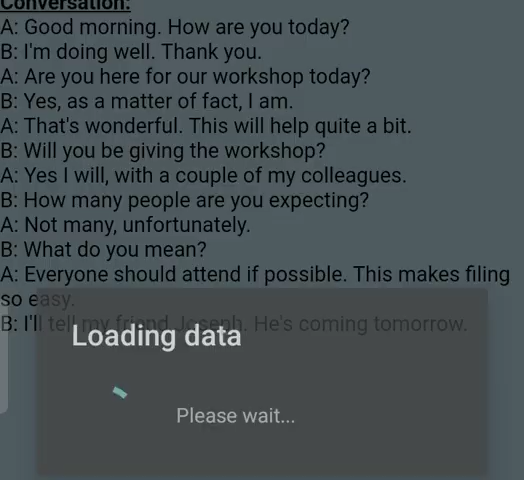 Conversation:
A: Good morning. How are you today?
B: I'm doing well. Thank you.
A: Are you here for our workshop today?
B: Yes, as a matter of fact, I am.
A: That's wonderful. This will help quite a bit.
B: Will you be giving the workshop?
A: Yes I will, with a couple of my colleagues.
B: How many people are you expecting?
A: Not many, unfortunately.
B: What do you mean?
A: Everyone should attend if possible. This makes filing
so easy.
B: I'll tell my friend Joseph. He's coming tomorrow.
Loading data
Please wait...